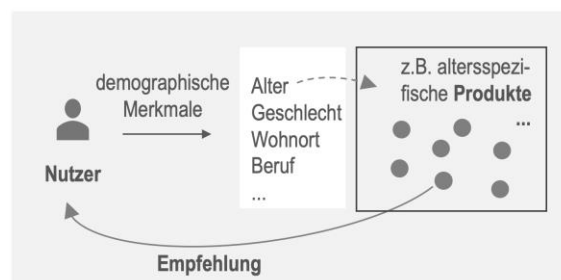 demographische
Merkmale
Nutzer
Alter
Geschlecht
Wohnort
Beruf
...
z.B. altersspezi-
fische Produkte
...
Empfehlung